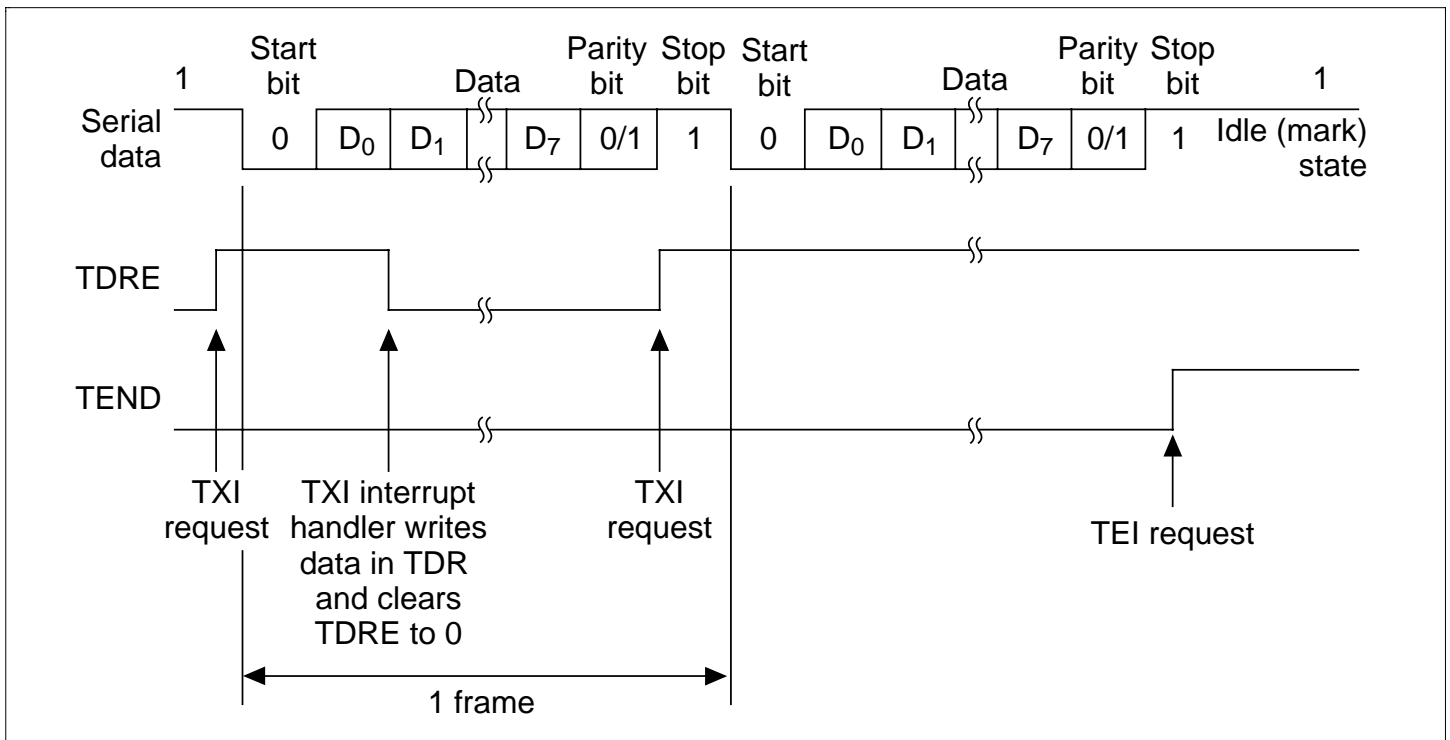 Start Parity Stop Start Parity Stop
1 bit Data bit bit bit Data bit bit 1
Serial data 0 D0 D1 D7 0/1 1 0 D0 D1 D7 0/1 1 Idle (mark) state
TDRE
TEND
TXI request
TXI interrupt
handler writes
data in TDR
and clears
TDRE to 0
TXI request
TEI request
1 frame